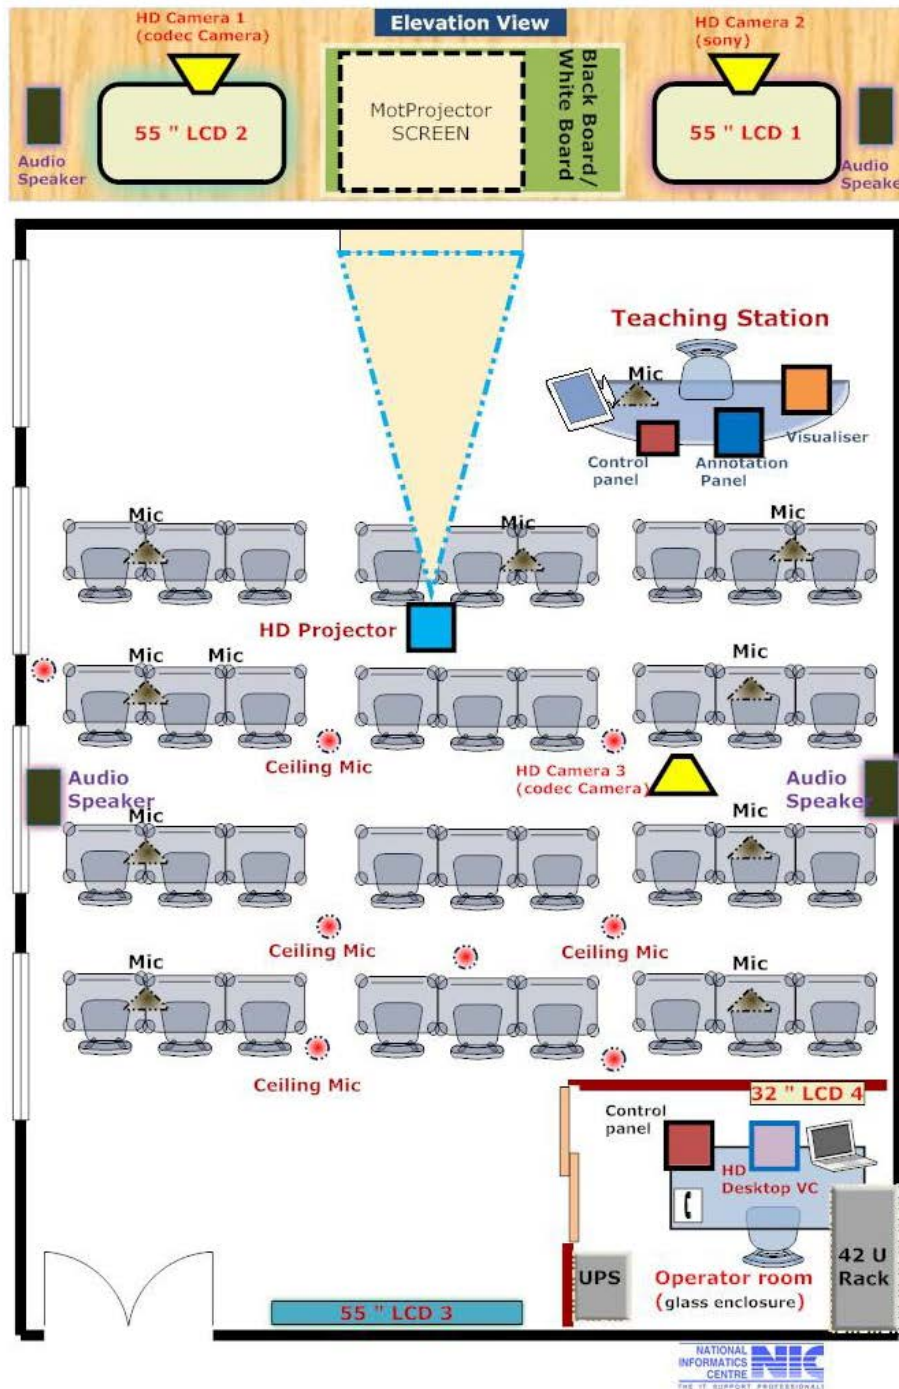 Elevation View
HD Camera 1
(codec Camera)
HD Camera 2
(sony)
MotProjector
SCREEN
Black Board/
White Board
55 " LCD 2
55 " LCD 1
Audio
Speaker
Audio
Speake
Teaching Station
Mic
Visualiser
Control
panel
Annotation
Panel
Mic
Mic
Mic
HD Projector
Mic
Mic
Mic
Ceiling Mic
HD Camera 3
(codec Camera)
Audio
Speaker
Audio
Speaker
Mic
Mic
Ceiling Mic
Ceiling Mic
Mic
Mic
Ceiling Mic
32 " LCD 4
Control
panel
HD
Desktop VC
42 U
Rack
UPS
Operator room
(glass enclosure)
55 " LCD 3
NATIONAL
INFORMATICS
CENTRE
NIC
THE IT SUPPORT PROFESSIONALS